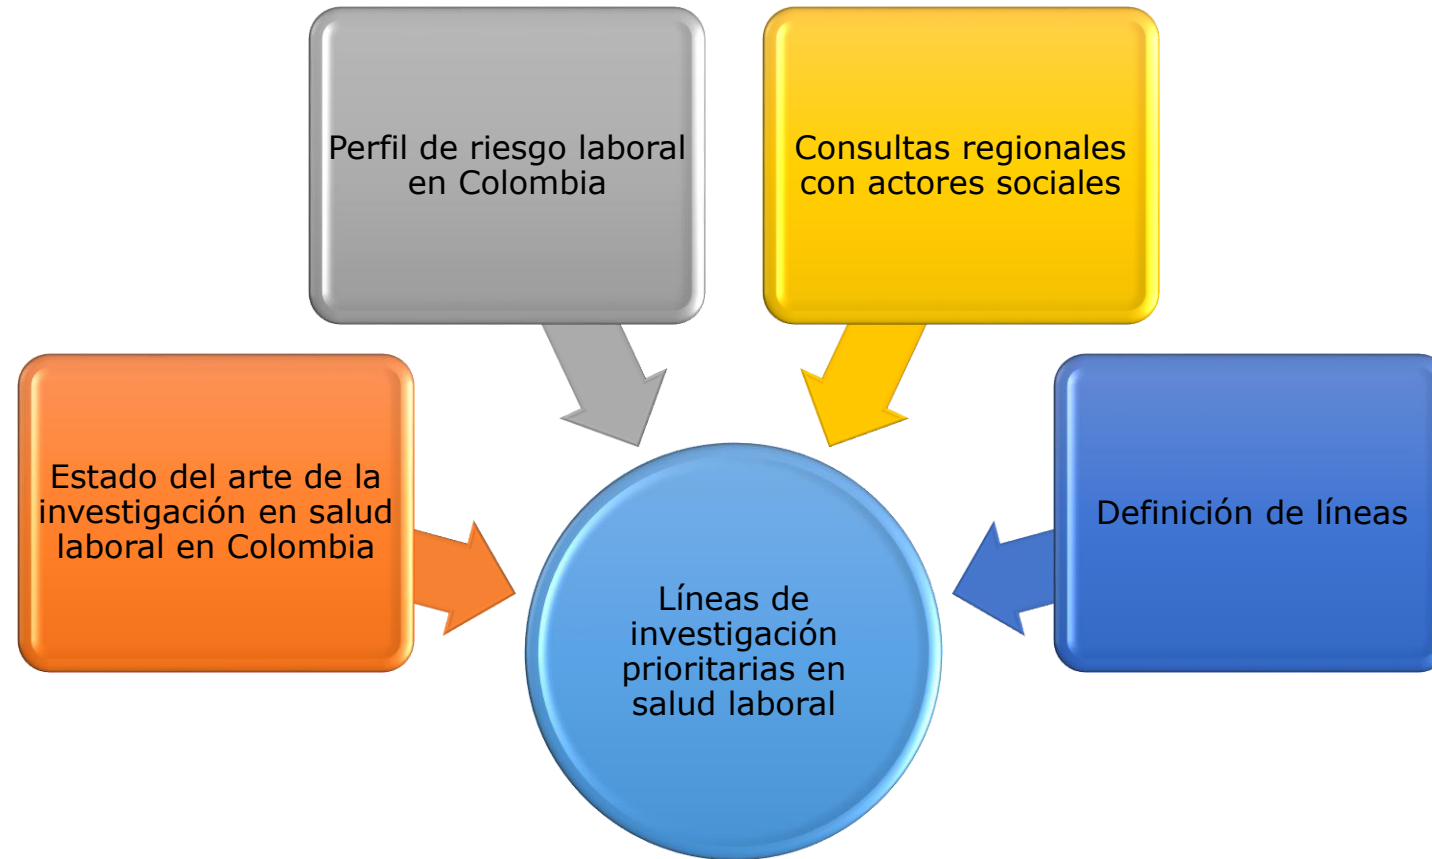 Perfil de riesgo laboral
en Colombia
Consultas regionales
con actores sociales
Estado del arte de la
investigación en salud
laboral en Colombia
Definición de líneas
Líneas de
investigación
prioritarias en
salud laboral